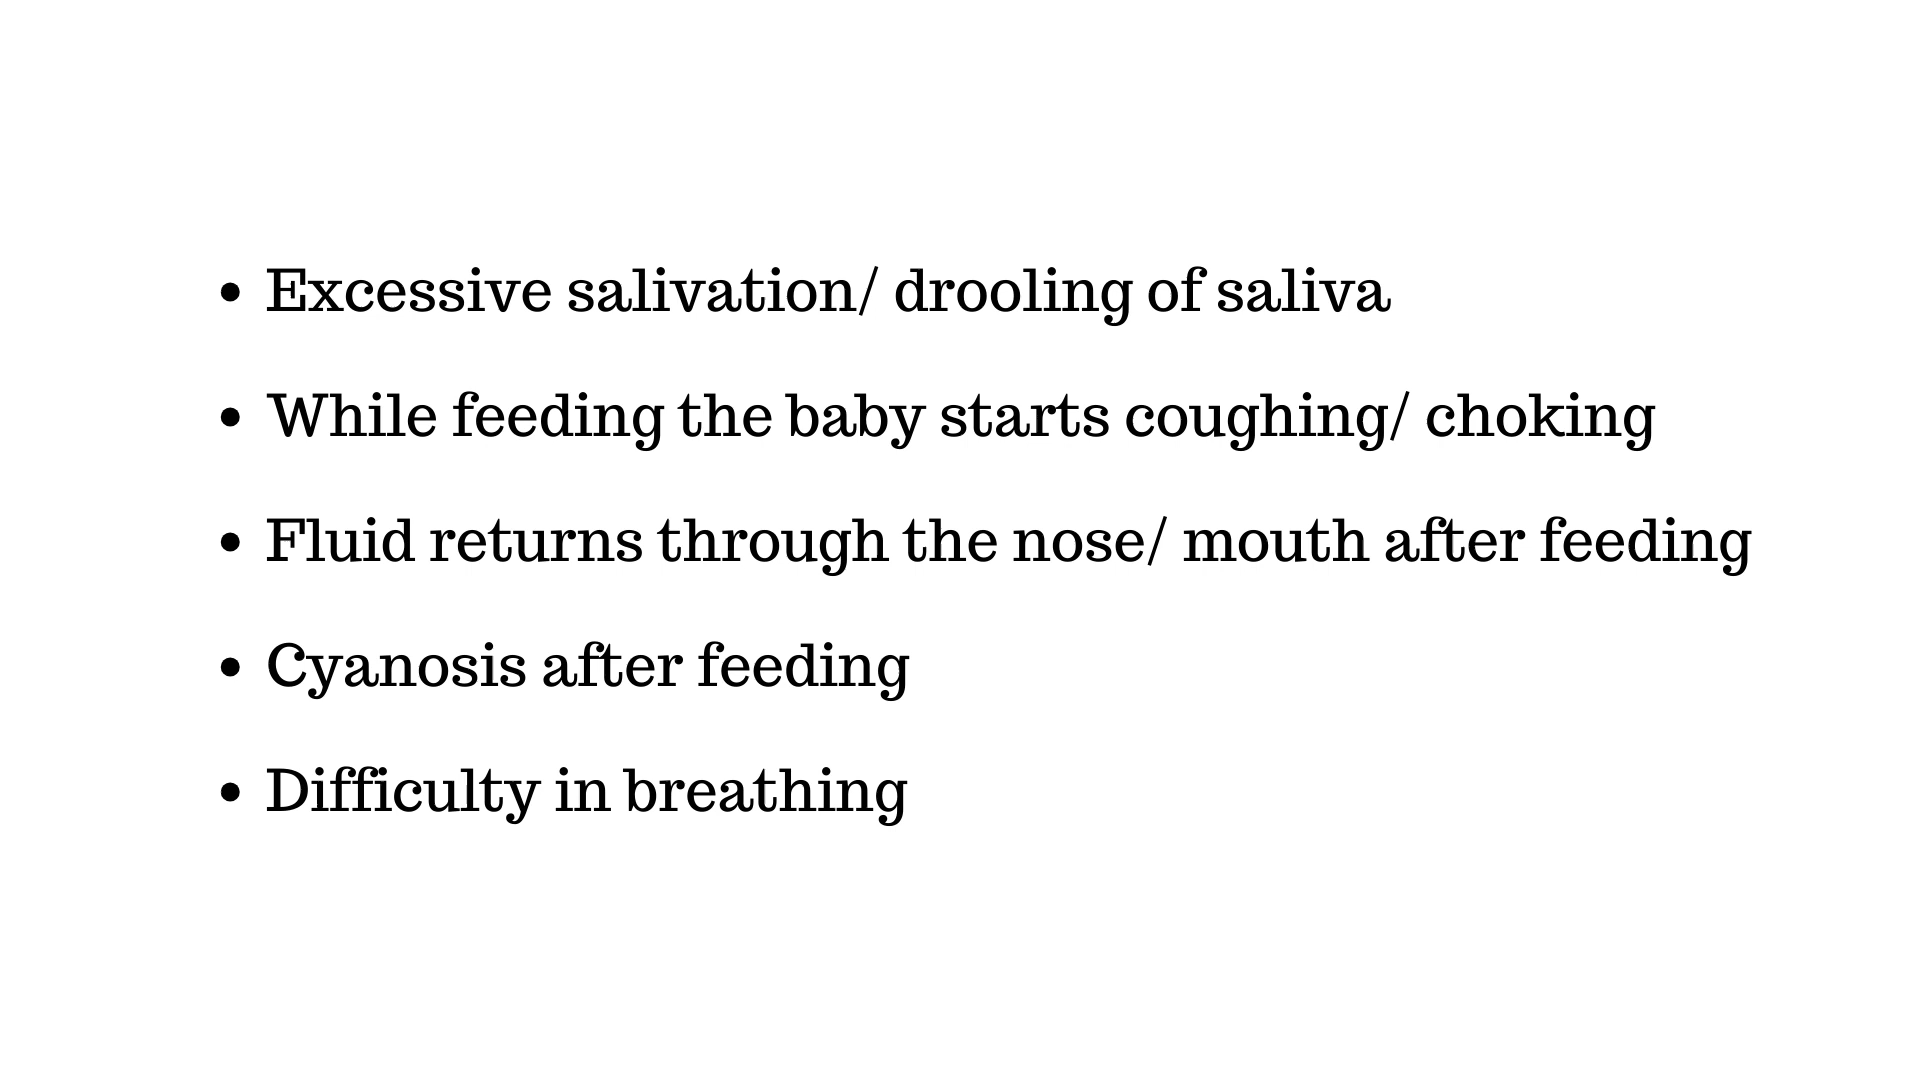 • Excessive salivation/ drooling of saliva
• While feeding the baby starts coughing/ choking
• Fluid returns through the nose/ mouth after feeding
• Cyanosis after feeding
• Difficulty in breathing